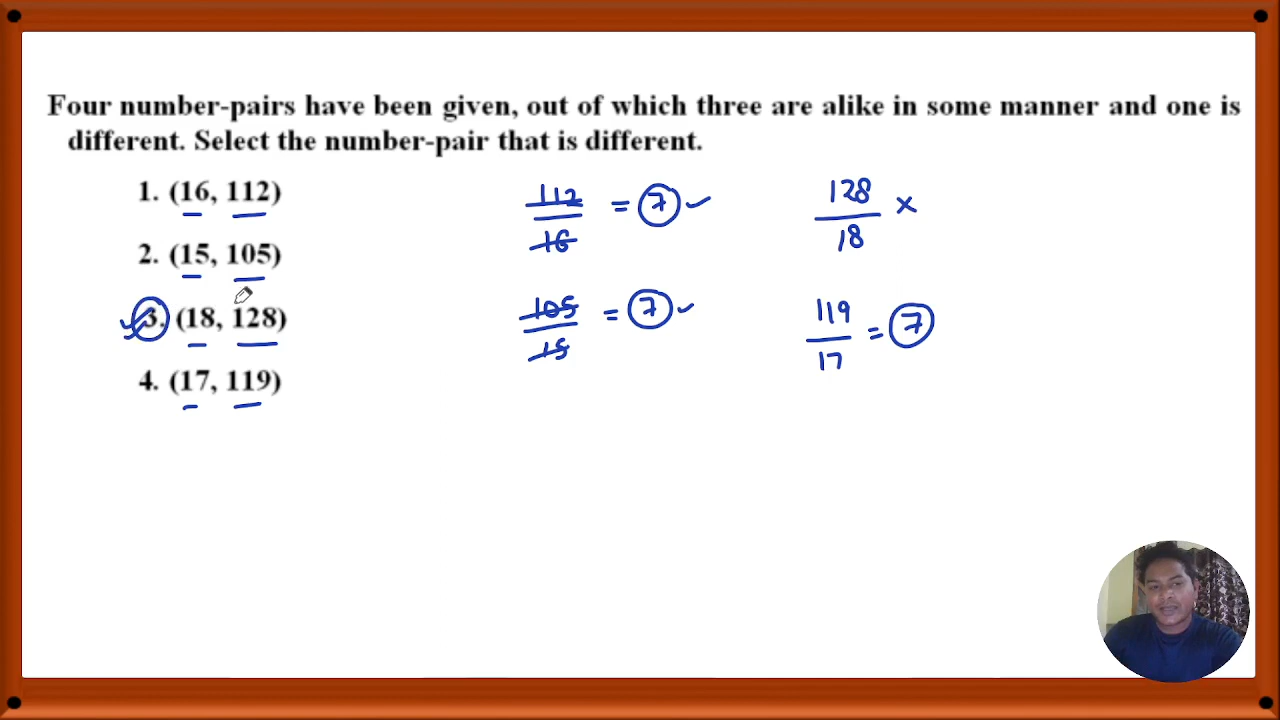 Four number-pairs have been given, out of which three are alike in some manner and one is
different. Select the number-pair that is different.
1. (16, 112)
2. (15, 105)
3. (18, 128)
4. (17, 119)
112/16 = 7 ✓
105/15 = 7 ✓
128/18 ×
119/17 = 7